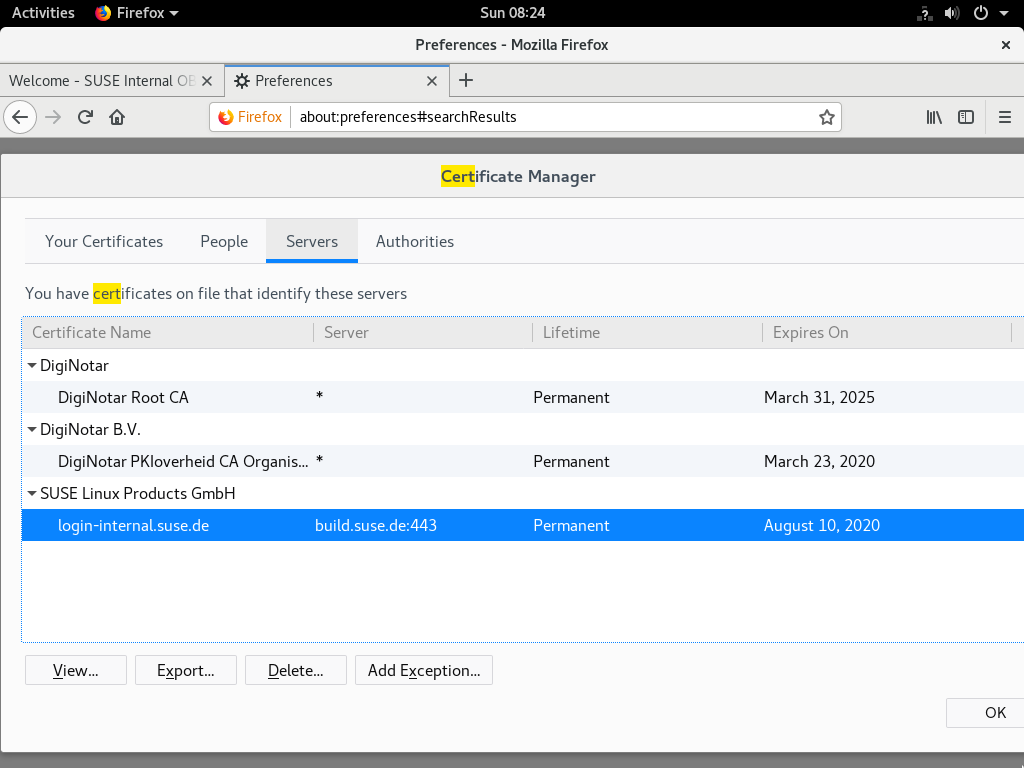 Activities Firefox Sun 08:24
Preferences - Mozilla Firefox
Welcome - SUSE Internal OB Preferences
Firefox about:preferences#searchResults
Certificate Manager
Your Certificates People Servers Authorities
You have certificates on file that identify these servers
Certificate Name Server Lifetime Expires On
DigiNotar
DigiNotar Root CA * Permanent March 31, 2025
DigiNotar B.V.
DigiNotar PKIoverheid CA Organis... * Permanent March 23, 2020
SUSE Linux Products GmbH
login-internal.suse.de build.suse.de:443 Permanent August 10, 2020
View... Export... Delete... Add Exception...
OK